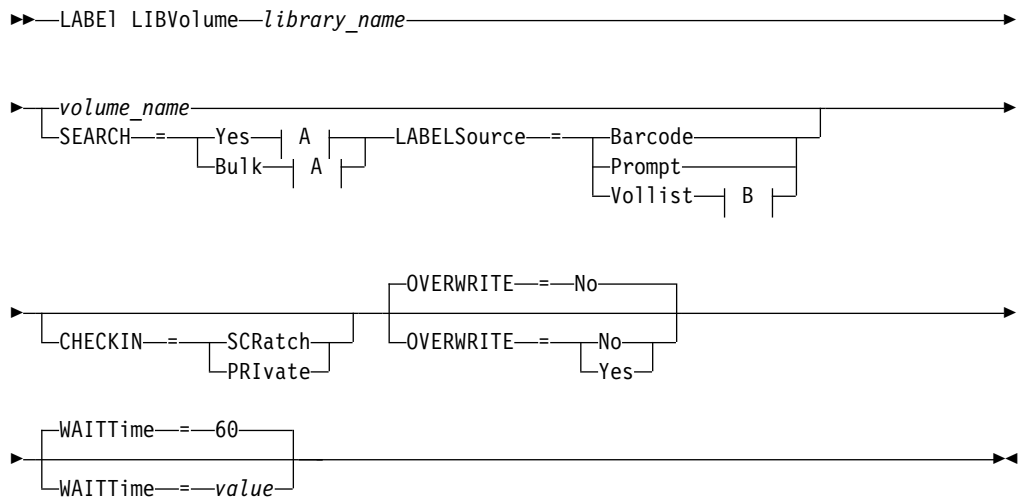 LABEl LIBVolume library_name
volume_name
SEARCH = Yes A LABELSource = Barcode
Bulk A Prompt
Vollist B
OVERWRITE = No
CHECKIN = SCRatch OVERWRITE = No
PRIvate Yes
WAITTime = 60
WAITTime = value